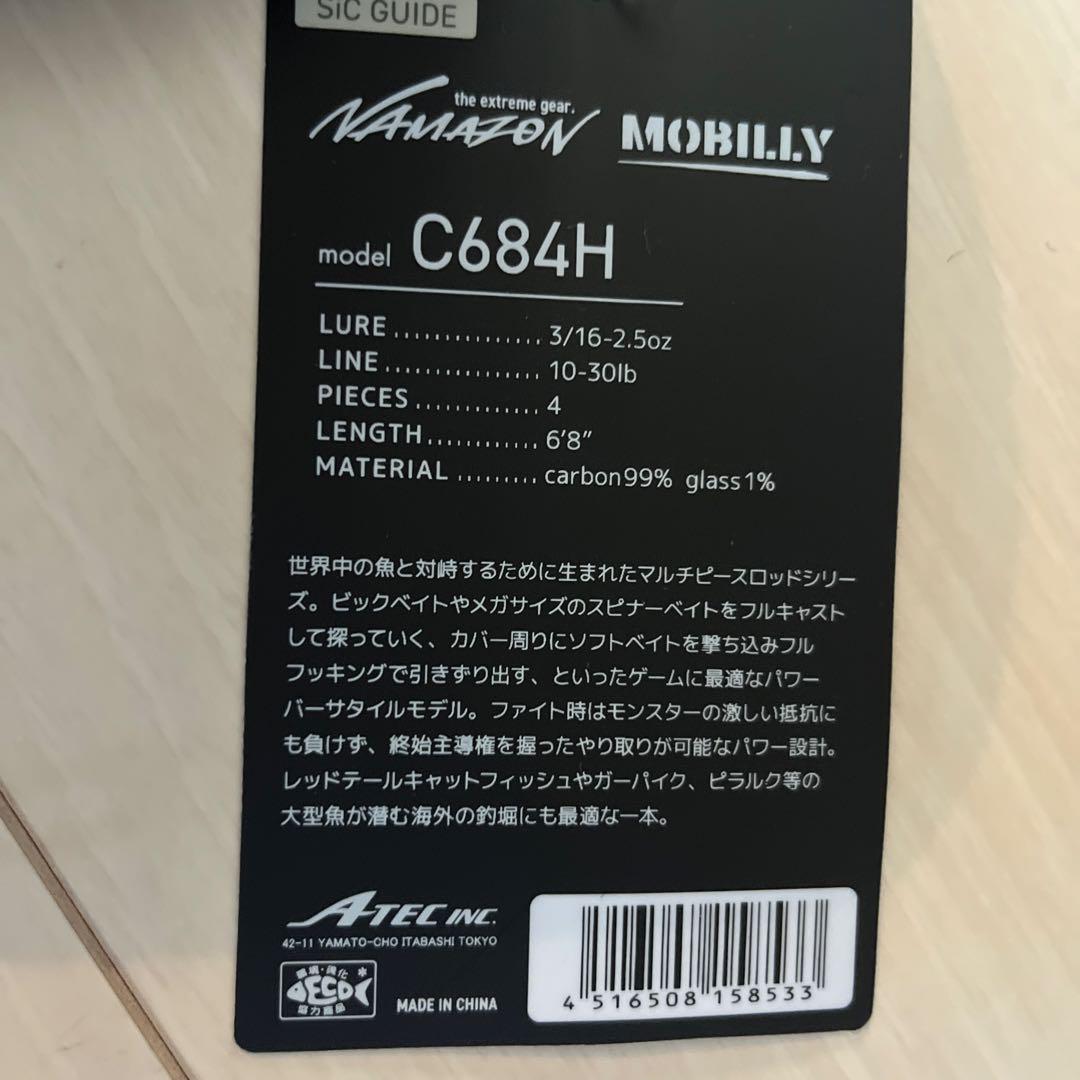 SiC GUIDE
the extreme gear.
NAMAZON MOBILLY
model C684H
LURE ............... 3/16-2.5oz
LINE ................ 10-30lb
PIECES ............. 4
LENGTH ............ 6'8"
MATERIAL ......... carbon99% glass1%
世界中の魚と対峙するために生まれたマルチピースロッドシリー
ズ。ビックベイトやメガサイズのスピナーベイトをフルキャスト
して探っていく、カバー周りにソフトベイトを撃ち込みフル
フッキングで引きずり出す、といったゲームに最適なパワー
バーサタイルモデル。ファイト時はモンスターの激しい抵抗に
も負けず、終始主導権を握ったやり取りが可能なパワー設計。
レッドテールキャットフィッシュやガーパイク、ピラルク等の
大型魚が潜む海外の釣堀にも最適な一本。
A-TEC INC.
42-11 YAMATO-CHO ITABASHI TOKYO
環境・美化
DECO
協力商品
MADE IN CHINA
4 516508 158533